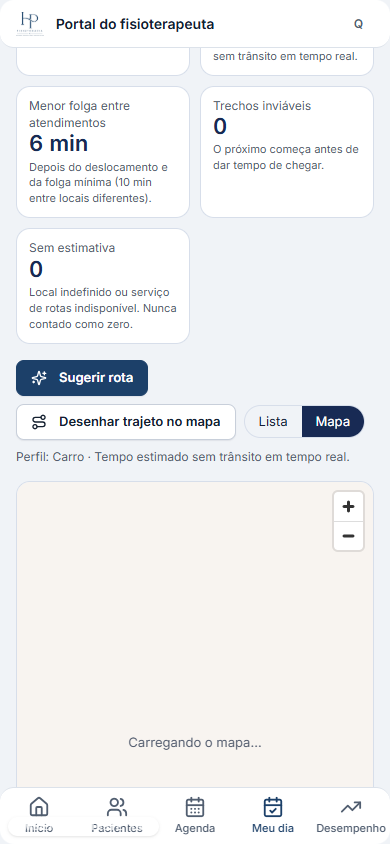 HP
Portal do fisioterapeuta
Q
sem trânsito em tempo real.
Menor folga entre
atendimentos
6 min
Depois do deslocamento e
da folga mínima (10 min
entre locais diferentes).
Trechos inviáveis
0
O próximo começa antes de
dar tempo de chegar.
Sem estimativa
0
Local indefinido ou serviço
de rotas indisponível. Nunca
contado como zero.
Sugerir rota
Desenhar trajeto no mapa
Lista
Mapa
Perfil: Carro · Tempo estimado sem trânsito em tempo real.
+
−
Carregando o mapa...
Início
Pacientes
Agenda
Meu dia
Desempenho